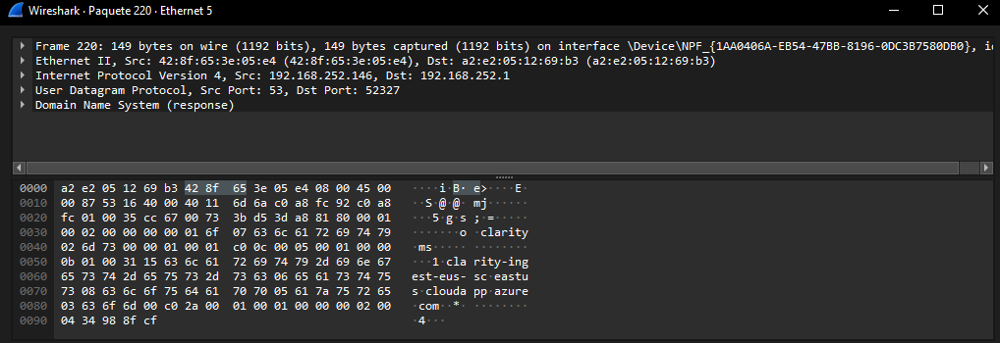 Wireshark · Paquete 220 · Ethernet 5
Frame 220: 149 bytes on wire (1192 bits), 149 bytes captured (1192 bits) on interface \Device\NPF_{1AA0406A-EB54-47BB-8196-0DC3B7580DB0}, i
Ethernet II, Src: 42:8f:65:3e:05:e4 (42:8f:65:3e:05:e4), Dst: a2:e2:05:12:69:b3 (a2:e2:05:12:69:b3)
Internet Protocol Version 4, Src: 192.168.252.146, Dst: 192.168.252.1
User Datagram Protocol, Src Port: 53, Dst Port: 52327
Domain Name System (response)
0000 a2 e2 05 12 69 b3 42 8f 65 3e 05 e4 08 00 45 00 ····iB·e>····E·
0010 00 87 53 16 40 00 40 11 6d 6a c0 a8 fc 92 c0 a8 ··S·@·@·mj······
0020 fc 01 00 35 cc 67 00 73 3b d5 3d a8 81 80 00 01 ···5·g·s;·=·····
0030 00 02 00 00 00 00 01 6f 07 63 6c 61 72 69 74 79 ·······o·clarity
0040 02 6d 73 00 00 01 00 01 c0 0c 00 05 00 01 00 00 ·ms·············
0050 0b 01 00 31 15 63 6c 61 72 69 74 79 2d 69 6e 67 ···1·clarity-ing
0060 65 73 74 2d 65 75 73 2d 73 63 06 65 61 73 74 75 est-eus-sc·eastu
0070 73 08 63 6c 6f 75 64 61 70 70 05 61 7a 75 72 65 s·cloudapp·azure
0080 03 63 6f 6d 00 c0 2a 00 01 00 01 00 00 00 02 00 ·com··*·········
0090 04 34 98 8f cf ·4···